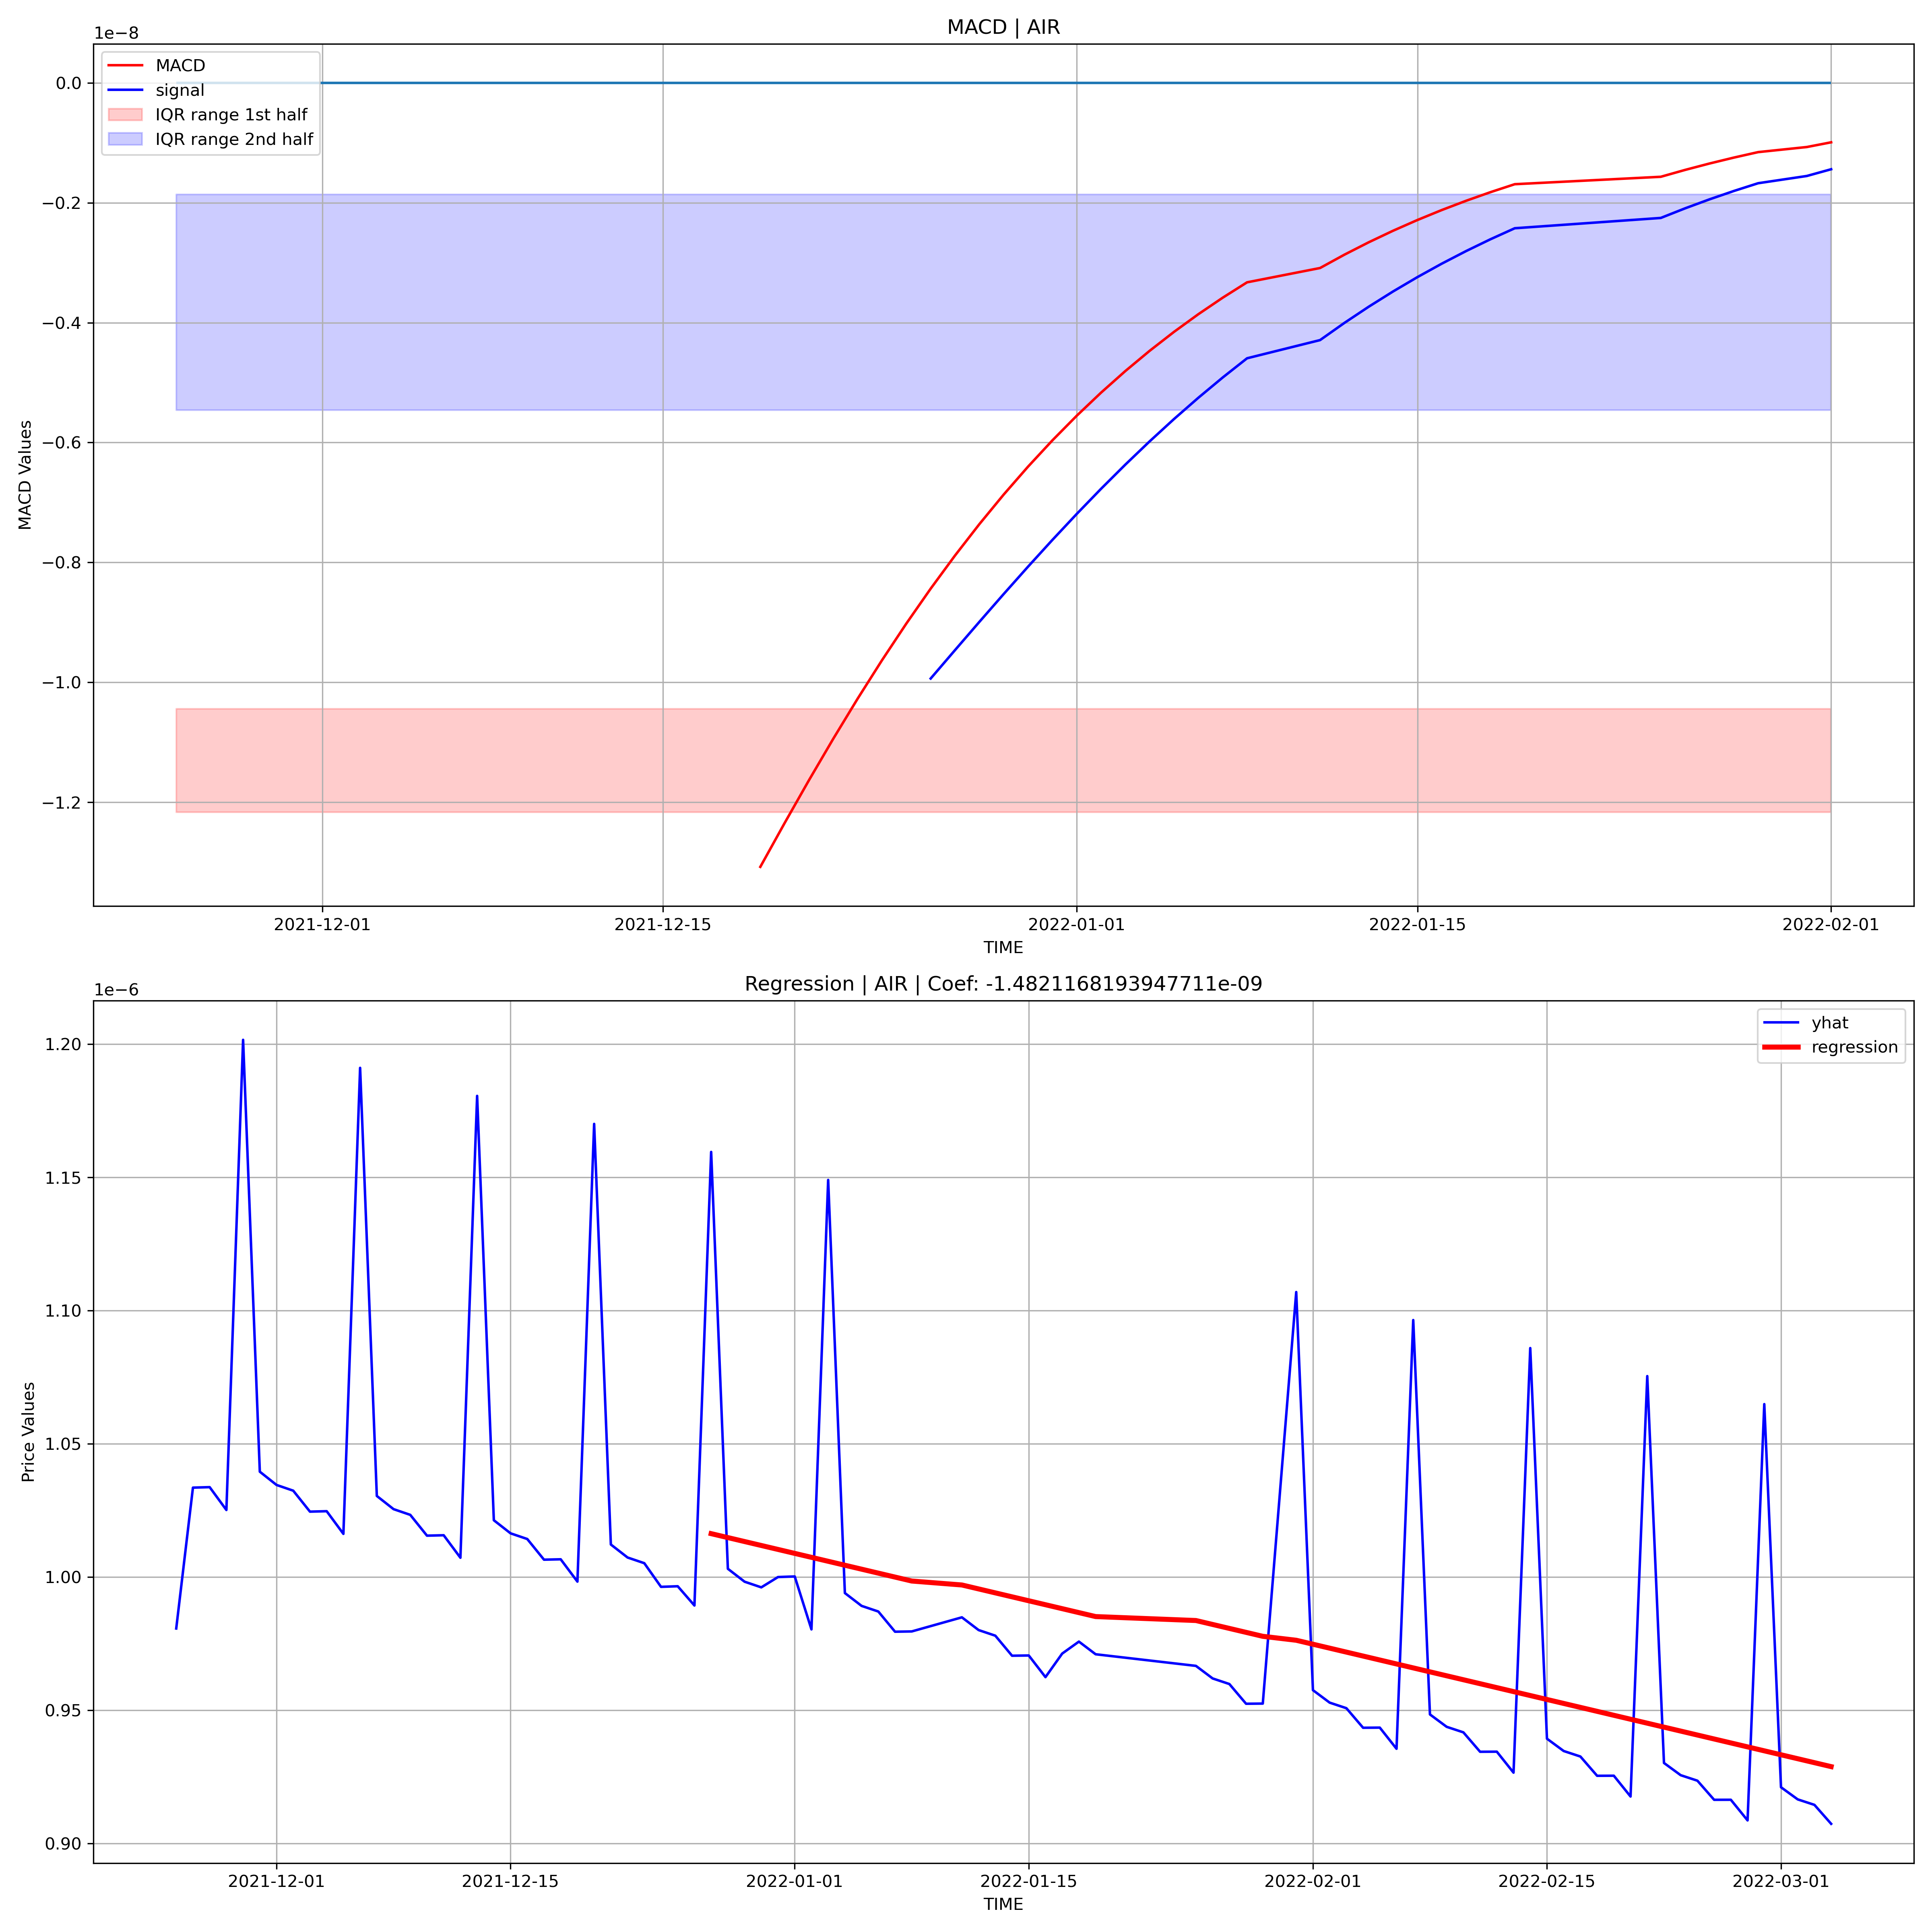 MACD | AIR
1e−8
MACD
signal
IQR range 1st half
IQR range 2nd half
0.0
−0.2
−0.4
−0.6
−0.8
−1.0
−1.2
MACD Values
2021-12-01 2021-12-15 2022-01-01 2022-01-15 2022-02-01
TIME
Regression | AIR | Coef: -1.4821168193947711e-09
1e−6
yhat
regression
1.20
1.15
1.10
1.05
1.00
0.95
0.90
Price Values
2021-12-01 2021-12-15 2022-01-01 2022-01-15 2022-02-01 2022-02-15 2022-03-01
TIME